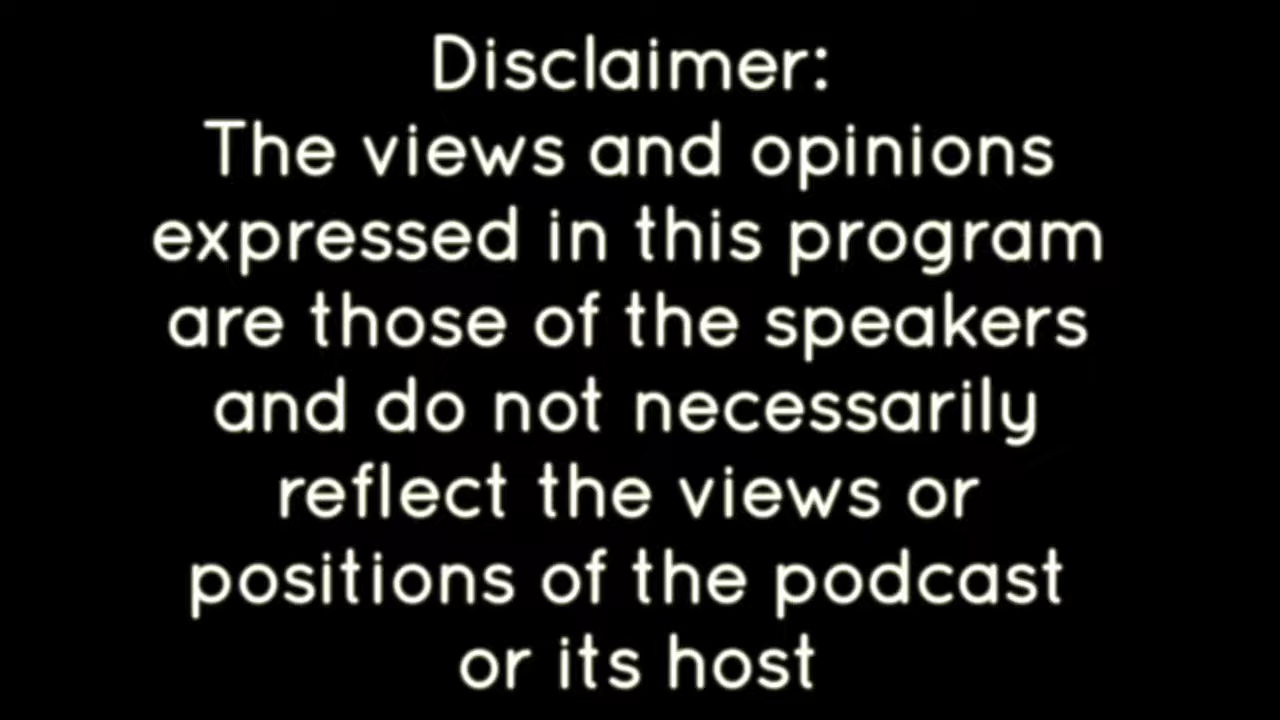 Disclaimer:
The views and opinions
expressed in this program
are those of the speakers
and do not necessarily
reflect the views or
positions of the podcast
or its host